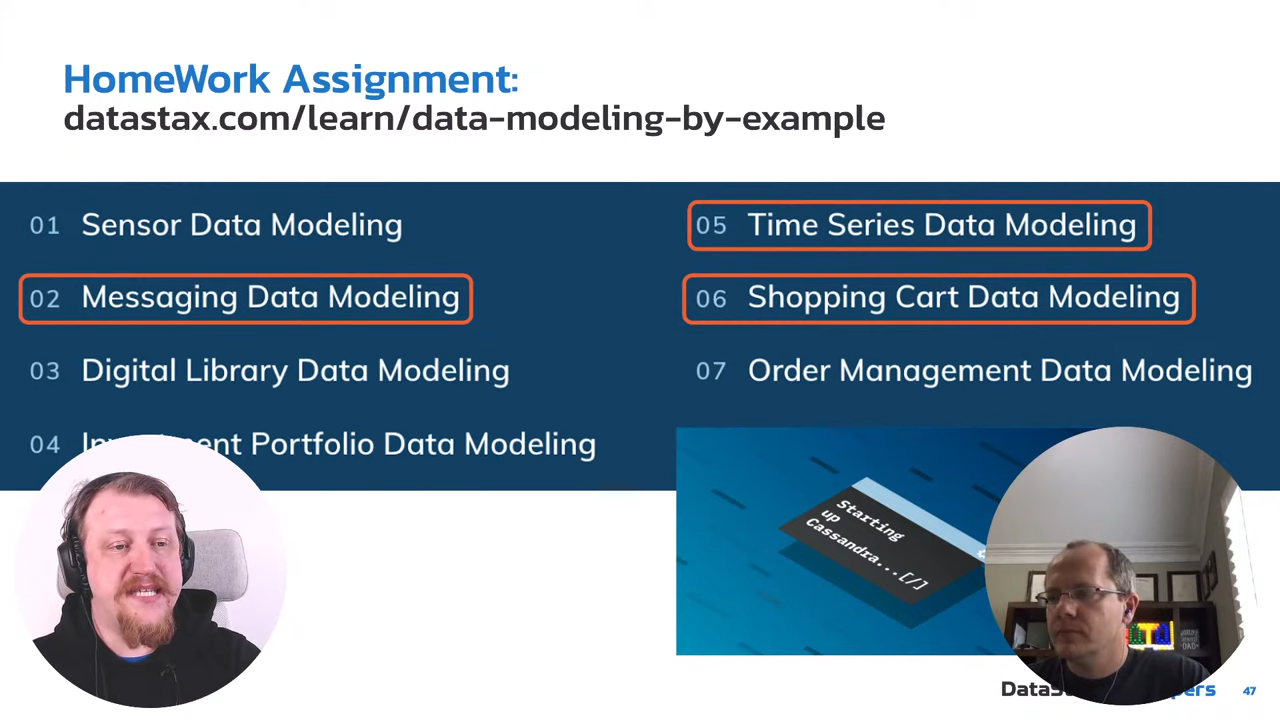 HomeWork Assignment:
datastax.com/learn/data-modeling-by-example
01 Sensor Data Modeling
02 Messaging Data Modeling
03 Digital Library Data Modeling
04 Portfolio Data Modeling
05 Time Series Data Modeling
06 Shopping Cart Data Modeling
07 Order Management Data Modeling
Starting
up
Cassandra...[/]
47